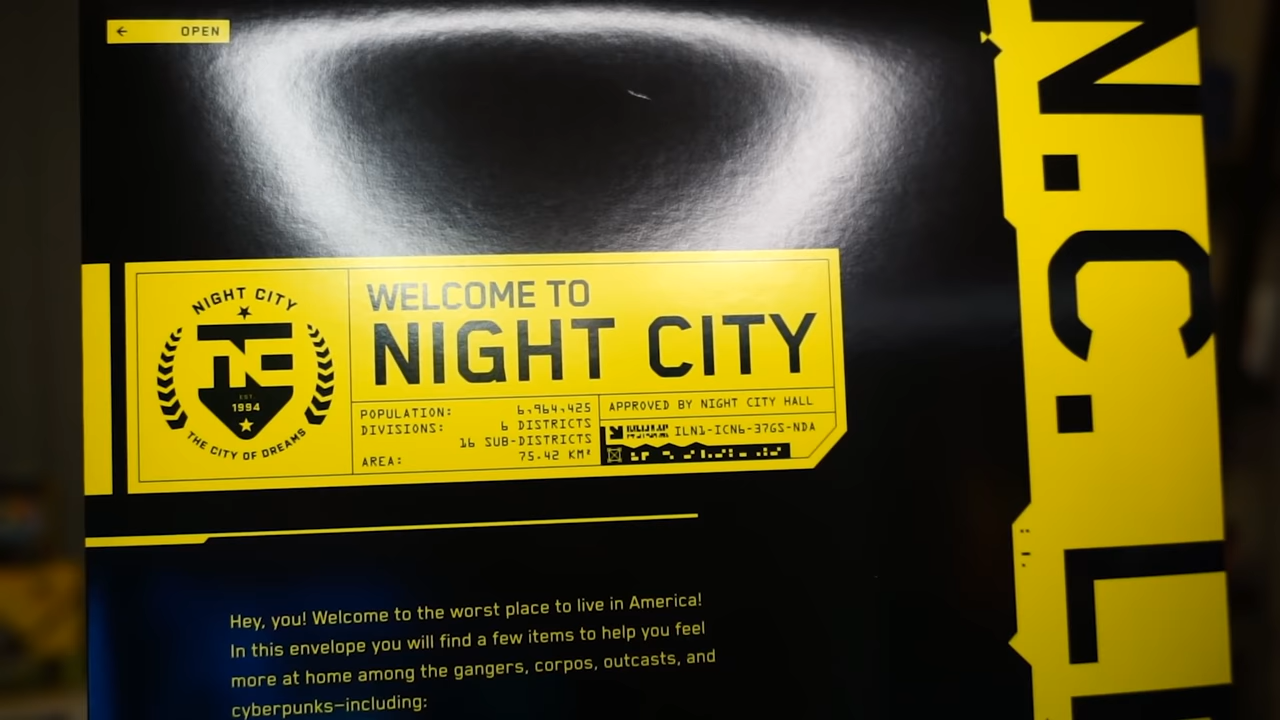 ← OPEN
NIGHT CITY
NC
EST.
1994
THE CITY OF DREAMS
WELCOME TO
NIGHT CITY
POPULATION: 6,964,425
DIVISIONS: 6 DISTRICTS
16 SUB-DISTRICTS
AREA: 75.42 KM²
APPROVED BY NIGHT CITY HALL
ILN1-ICN6-37GS-NDA
Hey, you! Welcome to the worst place to live in America!
In this envelope you will find a few items to help you feel
more at home among the gangers, corpos, outcasts, and
cyberpunks—including:
N.C.L